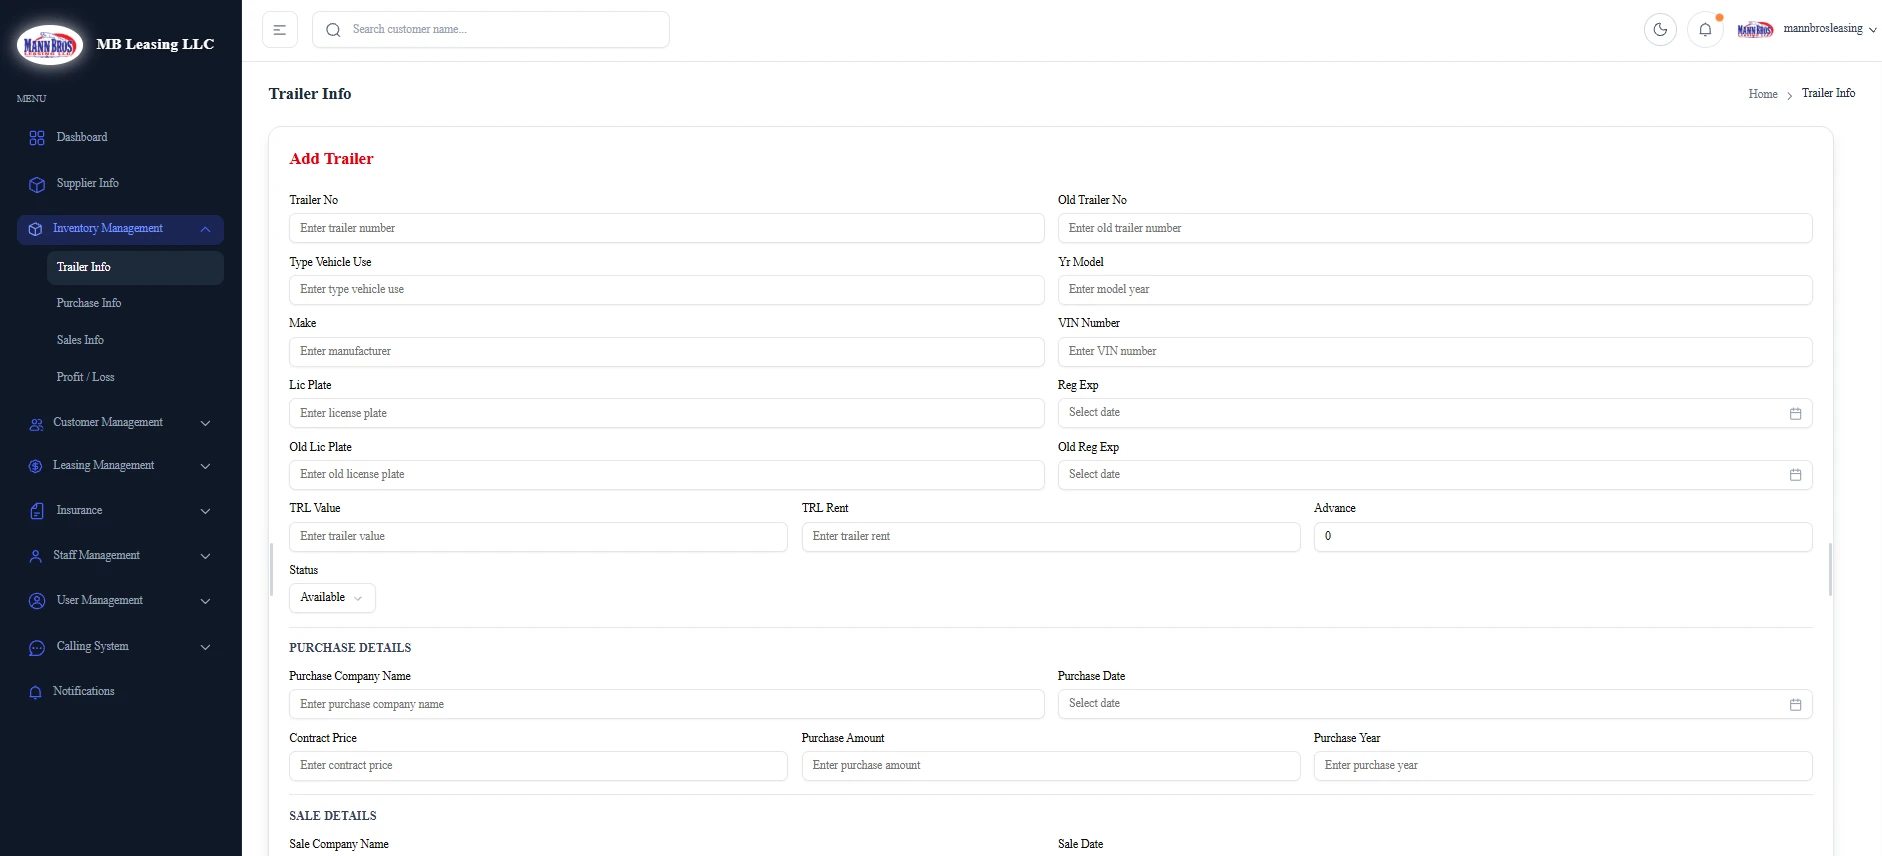 MANN BROS
LEASING LLC
MB Leasing LLC
Search customer name...
MANN BROS
mannbrosleasing
MENU
Dashboard
Supplier Info
Inventory Management
Trailer Info
Purchase Info
Sales Info
Profit / Loss
Customer Management
Leasing Management
Insurance
Staff Management
User Management
Calling System
Notifications
Trailer Info
Home > Trailer Info
Add Trailer
Trailer No
Old Trailer No
Enter trailer number
Enter old trailer number
Type Vehicle Use
Yr Model
Enter type vehicle use
Enter model year
Make
VIN Number
Enter manufacturer
Enter VIN number
Lic Plate
Reg Exp
Enter license plate
Select date
Old Lic Plate
Old Reg Exp
Enter old license plate
Select date
TRL Value
TRL Rent
Advance
Enter trailer value
Enter trailer rent
0
Status
Available
PURCHASE DETAILS
Purchase Company Name
Purchase Date
Enter purchase company name
Select date
Contract Price
Purchase Amount
Purchase Year
Enter contract price
Enter purchase amount
Enter purchase year
SALE DETAILS
Sale Company Name
Sale Date